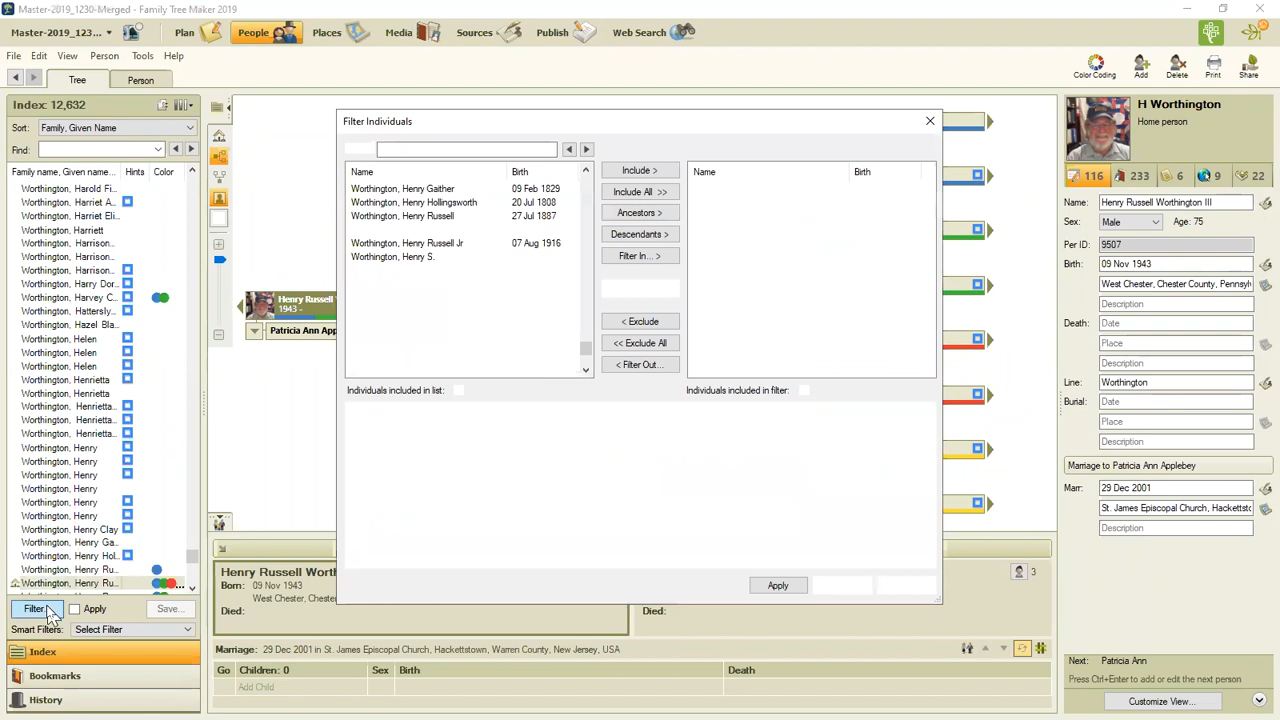 Master-2019_1230-Merged - Family Tree Maker 2019
Master-2019_123...
Plan
People
Places
Media
Sources
Publish
Web Search
File Edit View Person Tools Help
Color Coding
Add
Delete
Print
Share
Tree
Person
Index: 12,632
Sort: Family, Given Name
Find:
Family, Given name... Hints Color
Worthington, Harold Fi...
Worthington, Harriet A...
Worthington, Harriet Eli...
Worthington, Harriett
Worthington, Harrison...
Worthington, Harrison...
Worthington, Harry Dor...
Worthington, Harvey C...
Worthington, Hattersly...
Worthington, Hazel Bla...
Worthington, Helen
Worthington, Helen
Worthington, Helen
Worthington, Henrietta
Worthington, Henrietta
Worthington, Henrietta...
Worthington, Henrietta...
Worthington, Henrietta...
Worthington, Henry
Worthington, Henry
Worthington, Henry
Worthington, Henry
Worthington, Henry
Worthington, Henry
Worthington, Henry Clay
Worthington, Henry Ga...
Worthington, Henry Hol...
Worthington, Henry Ru...
Worthington, Henry Ru...
Filter...
Apply
Save...
Smart Filters: Select Filter
Index
Bookmarks
History
Henry Russell
1943 -
Patricia Ann App
Filter Individuals
Name Birth
Worthington, Henry Gaither 09 Feb 1829
Worthington, Henry Hollingsworth 20 Jul 1808
Worthington, Henry Russell 27 Jul 1887
Worthington, Henry Russell Jr 07 Aug 1916
Worthington, Henry S.
Include >
Include All >>
Ancestors >
Descendants >
Filter In... >
< Exclude
<< Exclude All
< Filter Out...
Name Birth
Individuals included in list:
Individuals included in filter:
Apply
Henry Russell Wort
Born: 09 Nov 1943
West Chester, Cheste
Died:
Died:
3
Marriage: 29 Dec 2001 in St. James Episcopal Church, Hackettstown, Warren County, New Jersey, USA
Go Children: 0 Sex Birth Death
Add Child
H Worthington
Home person
116
233
6
9
22
Name: Henry Russell Worthington III
Sex: Male Age: 75
Per ID: 9507
Birth: 09 Nov 1943
West Chester, Chester County, Pennsylv
Description
Death: Date
Place
Description
Line: Worthington
Burial: Date
Place
Description
Marriage to Patricia Ann Applebey
Marr: 29 Dec 2001
St. James Episcopal Church, Hackettsto
Description
Next: Patricia Ann
Press Ctrl+Enter to add or edit the next person
Customize View...